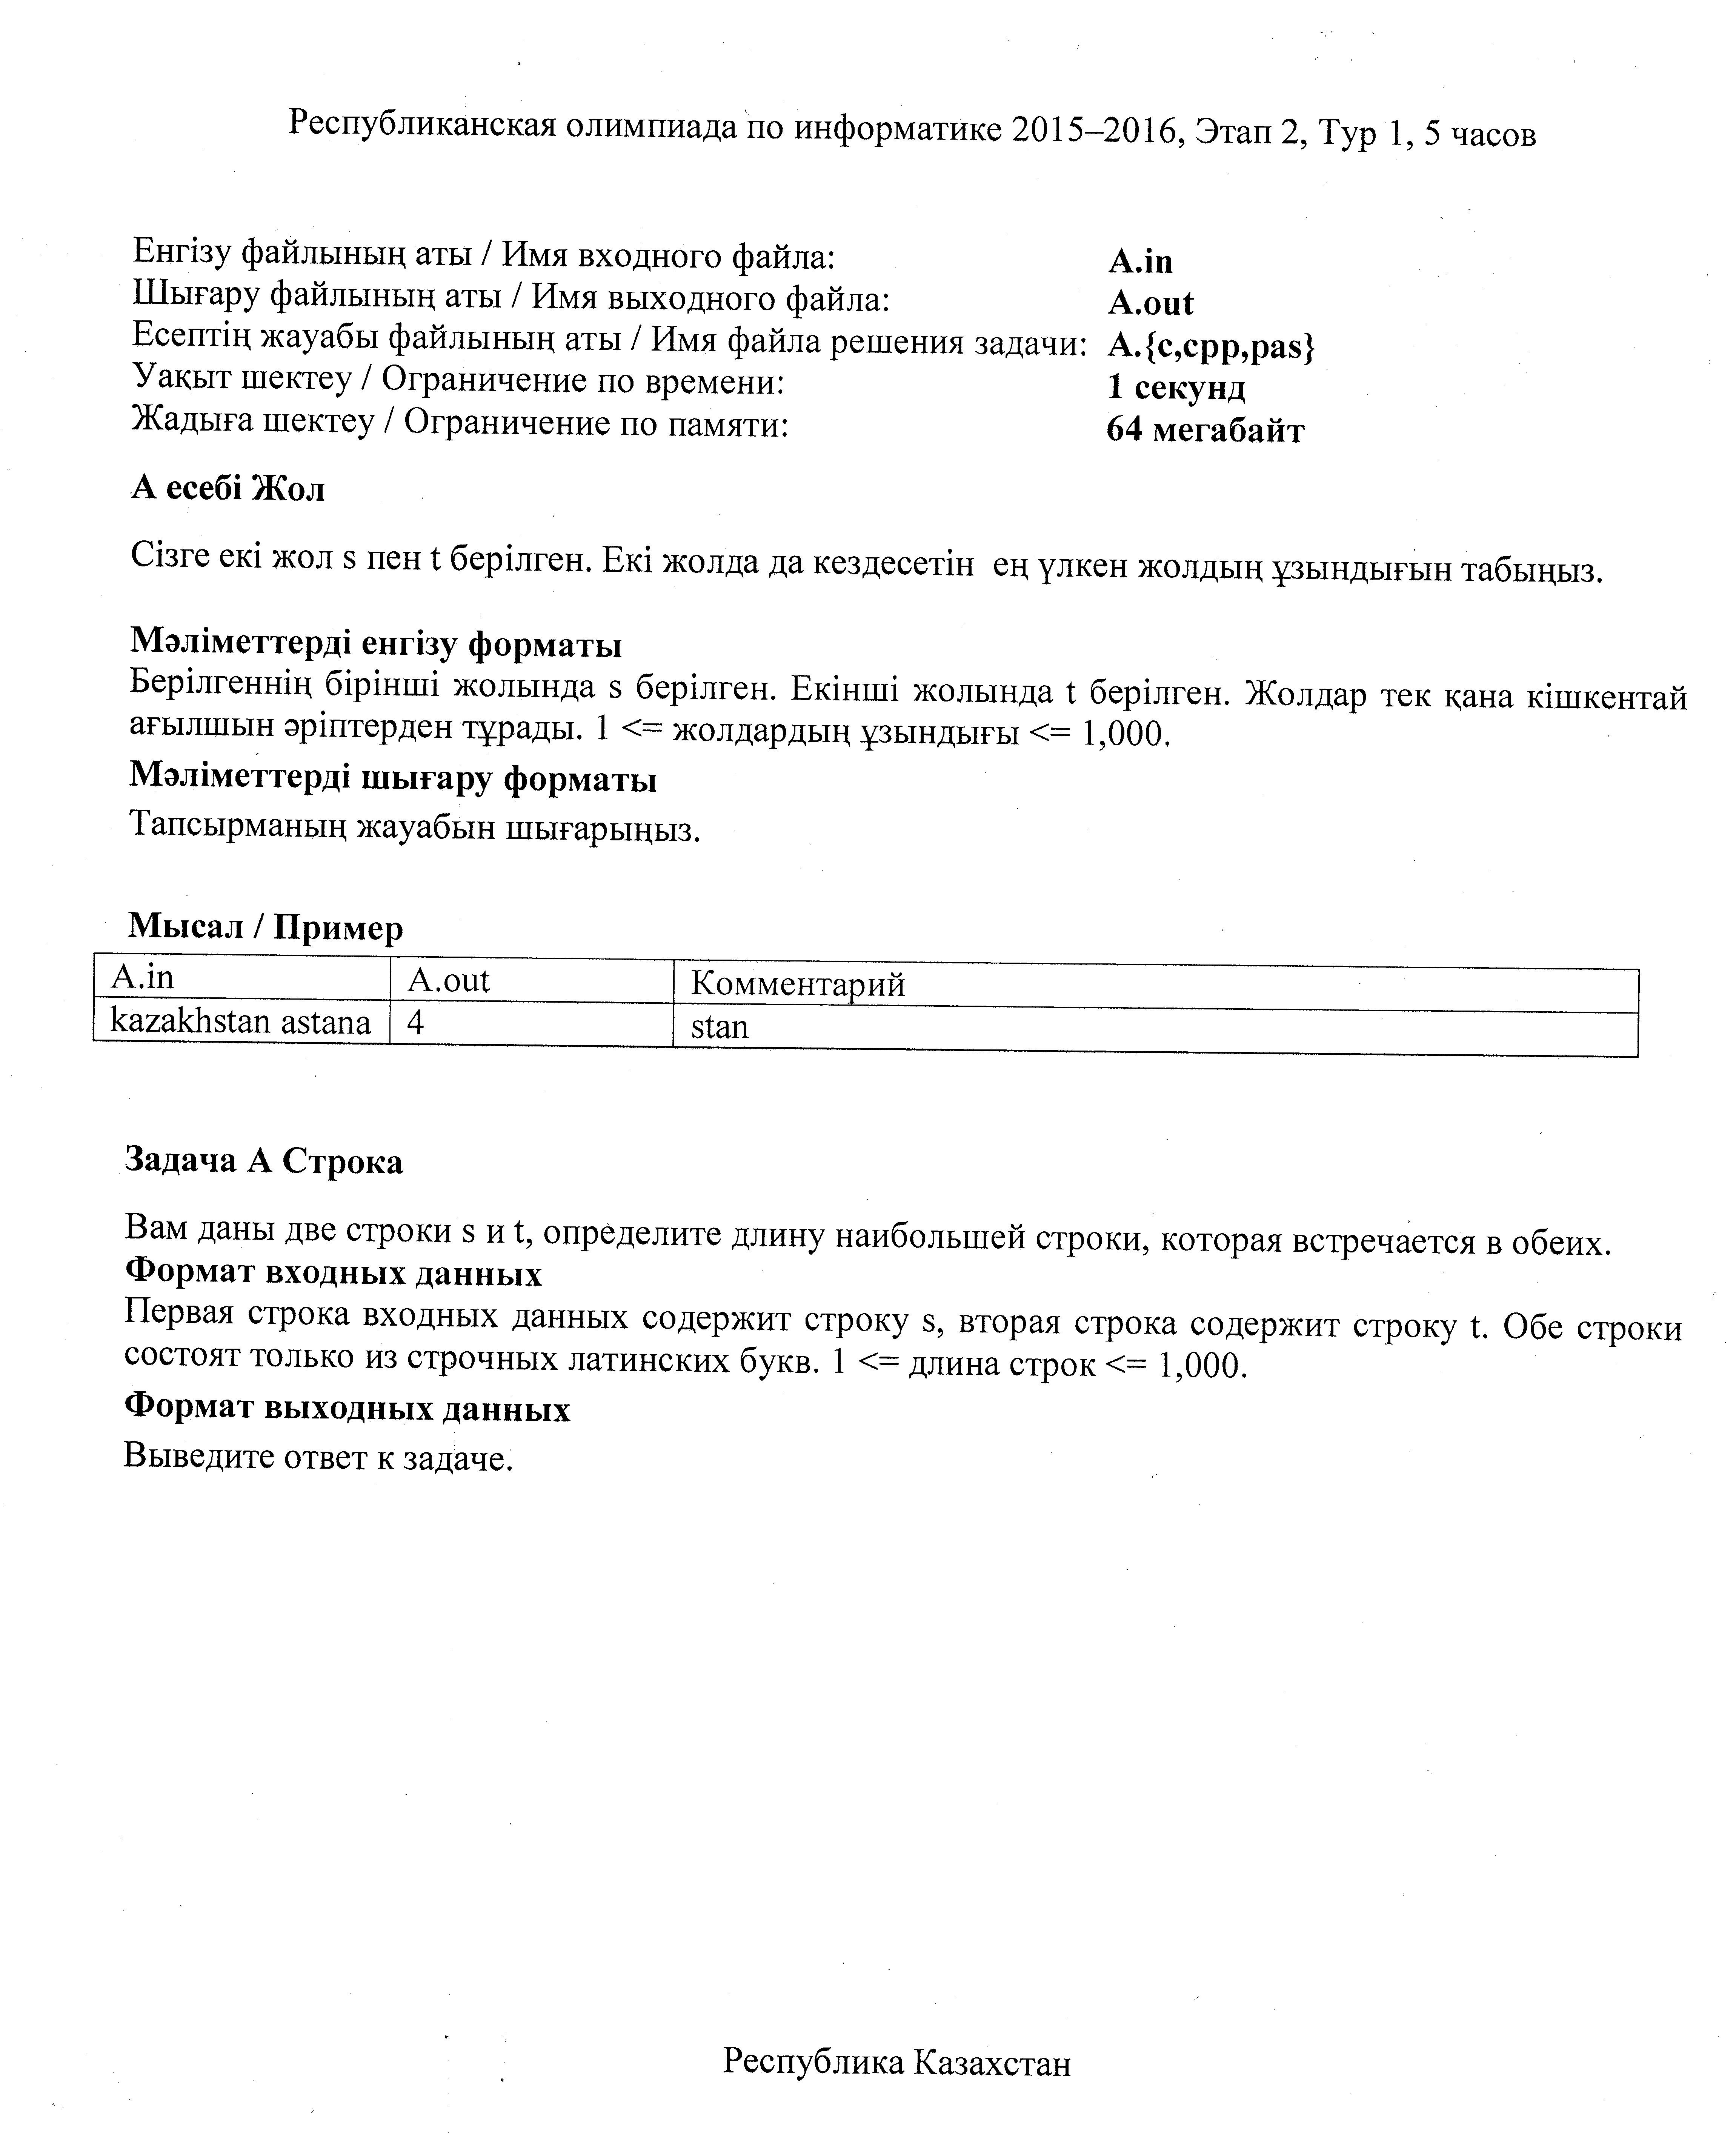 Республиканская олимпиада по информатике 2015–2016, Этап 2, Тур 1, 5 часов
Енгізу файлының аты / Имя входного файла: A.in
Шығару файлының аты / Имя выходного файла: A.out
Есептің жауабы файлының аты / Имя файла решения задачи: A.{c,cpp,pas}
Уақыт шектеу / Ограничение по времени: 1 секунд
Жадыға шектеу / Ограничение по памяти: 64 мегабайт
А есебі Жол
Сізге екі жол s пен t берілген. Екі жолда да кездесетін ең үлкен жолдың ұзындығын табыңыз.
Мәліметтерді енгізу форматы
Берілгеннің бірінші жолында s берілген. Екінші жолында t берілген. Жолдар тек қана кішкентай
ағылшын әріптерден тұрады. 1 <= жолдардың ұзындығы <= 1,000.
Мәліметтерді шығару форматы
Тапсырманың жауабын шығарыңыз.
Мысал / Пример
A.in A.out Комментарий
kazakhstan astana 4 stan
Задача А Строка
Вам даны две строки s и t, определите длину наибольшей строки, которая встречается в обеих.
Формат входных данных
Первая строка входных данных содержит строку s, вторая строка содержит строку t. Обе строки
состоят только из строчных латинских букв. 1 <= длина строк <= 1,000.
Формат выходных данных
Выведите ответ к задаче.
Республика Казахстан